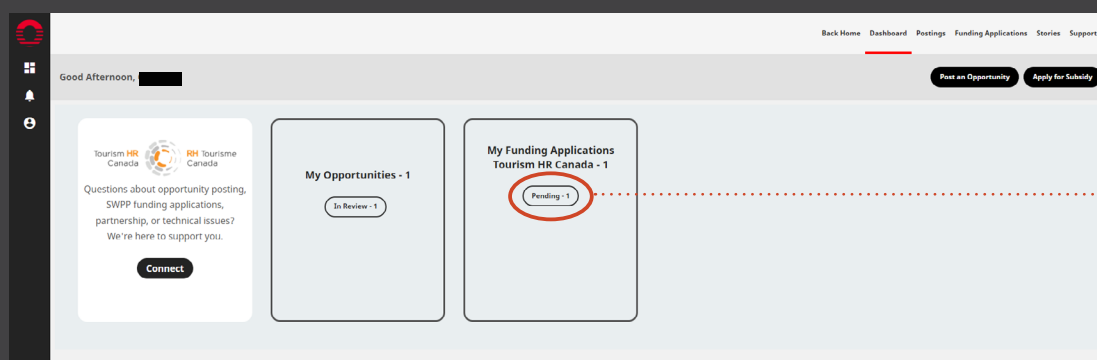 Back Home Dashboard Postings Funding Applications Stories Support
Good Afternoon,
Post an Opportunity Apply for Subsidy
Tourism HR
Canada
RH Tourisme
Canada
Questions about opportunity posting,
SWPP funding applications,
partnership, or technical issues?
We're here to support you.
Connect
My Opportunities - 1
In Review - 1
My Funding Applications
Tourism HR Canada - 1
Pending - 1